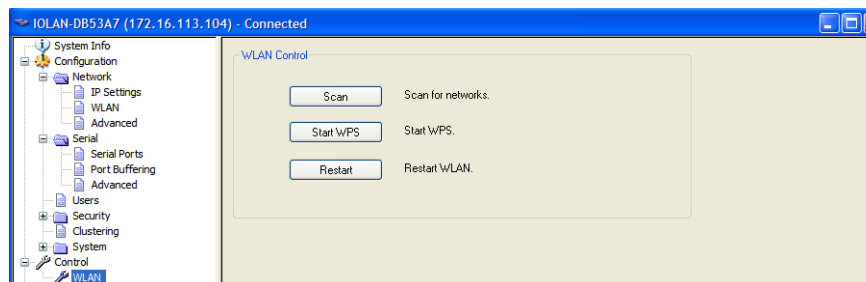 IOLAN-DB53A7 (172.16.113.104) - Connected
System Info
Configuration
Network
IP Settings
WLAN
Advanced
Serial
Serial Ports
Port Buffering
Advanced
Users
Security
Clustering
System
Control
WLAN
WLAN Control
Scan Scan for networks.
Start WPS Start WPS.
Restart Restart WLAN.